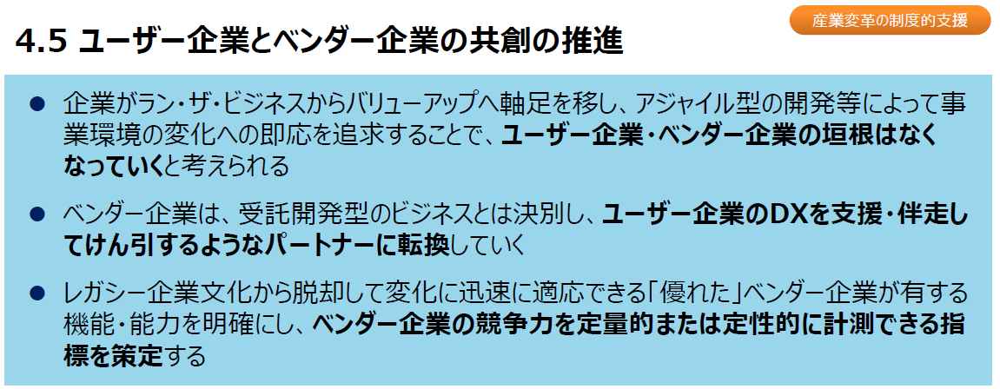 産業変革の制度的支援
4.5 ユーザー企業とベンダー企業の共創の推進
● 企業がラン・ザ・ビジネスからバリューアップへ軸足を移し、アジャイル型の開発等によって事
業環境の変化への即応を追求することで、ユーザー企業・ベンダー企業の垣根はなく
なっていくと考えられる
● ベンダー企業は、受託開発型のビジネスとは決別し、ユーザー企業のDXを支援・伴走し
てけん引するようなパートナーに転換していく
● レガシー企業文化から脱却して変化に迅速に適応できる「優れた」ベンダー企業が有する
機能・能力を明確にし、ベンダー企業の競争力を定量的または定性的に計測できる指
標を策定する